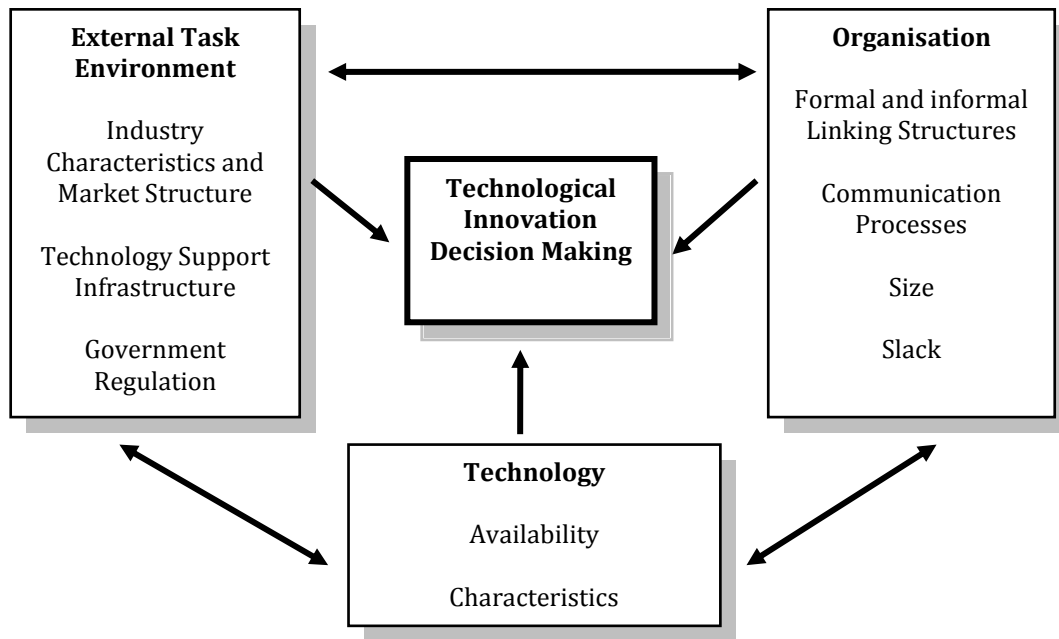 External Task
Environment
Industry
Characteristics and
Market Structure
Technology Support
Infrastructure
Government
Regulation
Technological
Innovation
Decision Making
Organisation
Formal and informal
Linking Structures
Communication
Processes
Size
Slack
Technology
Availability
Characteristics